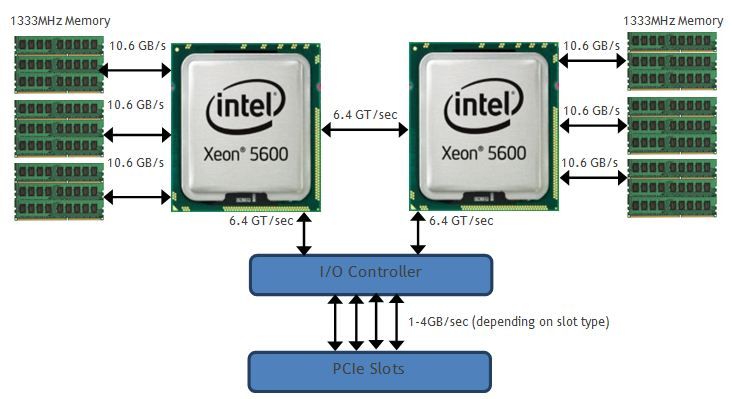 1333MHz Memory
1333MHz Memory
10.6 GB/s
10.6 GB/s
intel
Xeon® 5600
intel
Xeon® 5600
10.6 GB/s
10.6 GB/s
6.4 GT/sec
10.6 GB/s
10.6 GB/s
6.4 GT/sec
6.4 GT/sec
I/O Controller
1-4GB/sec (depending on slot type)
PCIe Slots